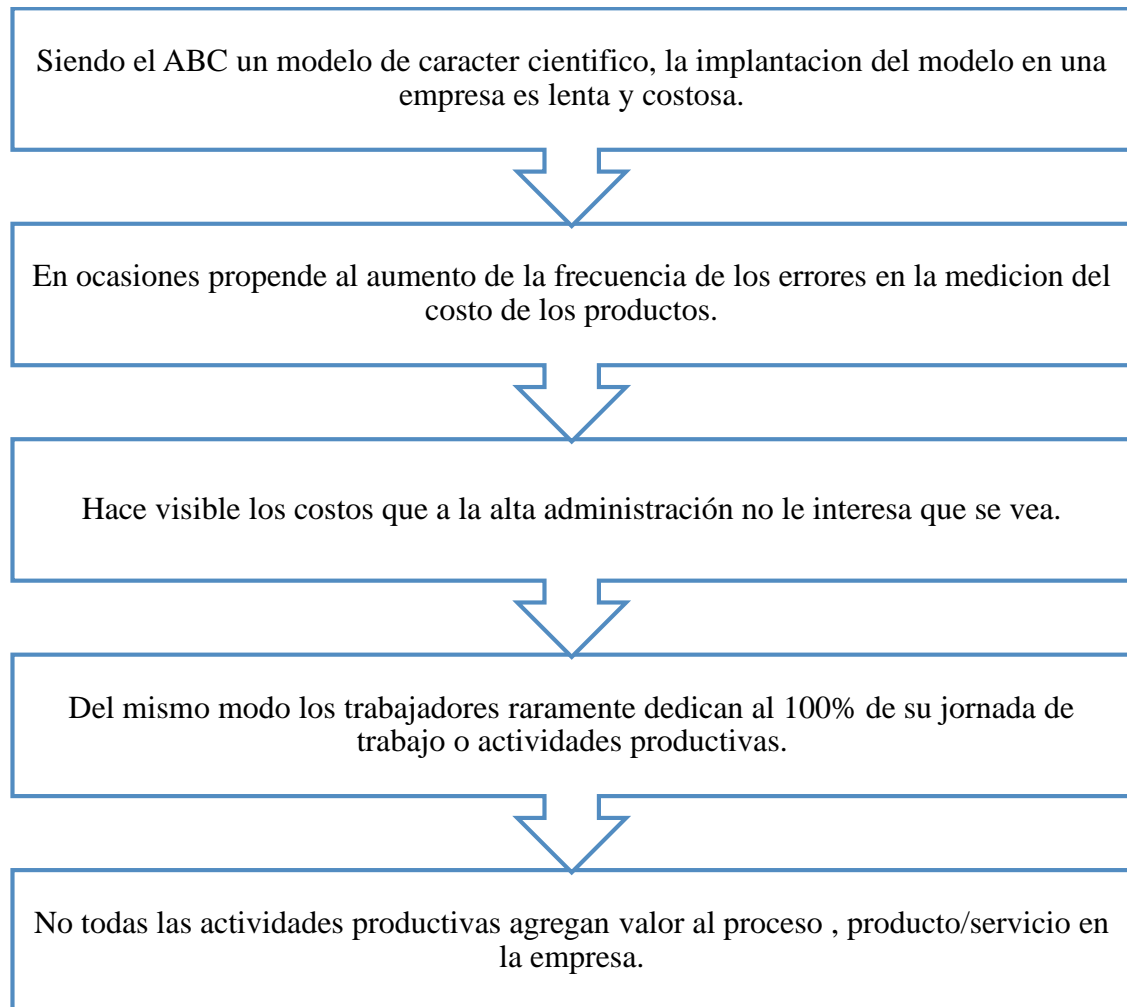 Siendo el ABC un modelo de caracter cientifico, la implantacion del modelo en una
empresa es lenta y costosa.
En ocasiones propende al aumento de la frecuencia de los errores en la medicion del
costo de los productos.
Hace visible los costos que a la alta administración no le interesa que se vea.
Del mismo modo los trabajadores raramente dedican al 100% de su jornada de
trabajo o actividades productivas.
No todas las actividades productivas agregan valor al proceso , producto/servicio en
la empresa.